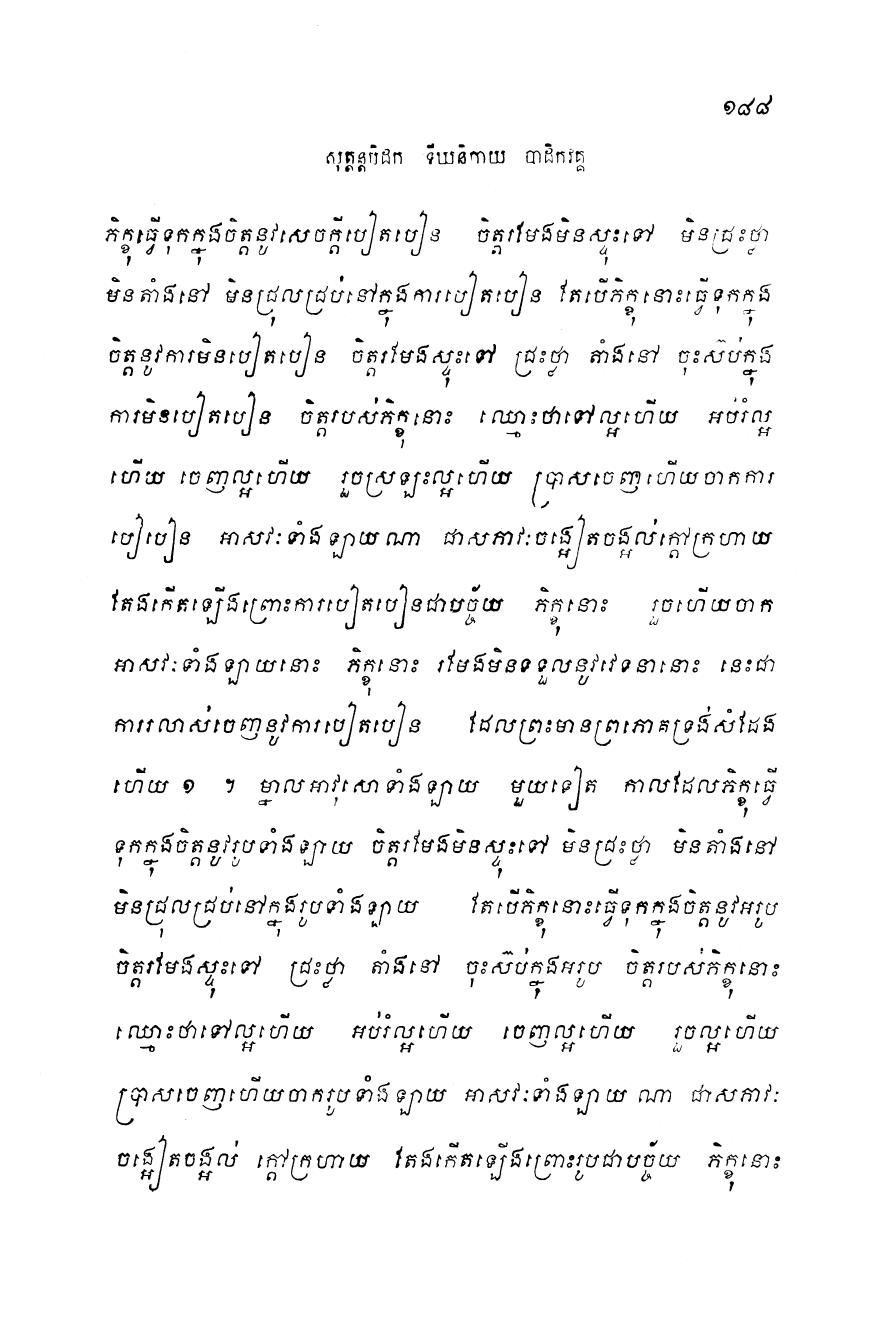 ១៨៨
សុត្តន្តបិដក ទីឃនិកាយ បាដិកវគ្គ
ភិក្ខុធ្វើទុកក្នុងចិត្តនូវសេចក្តីបៀតបៀន ចិត្តរមែងមិនស្ទុះទៅ មិនជ្រះថ្លា
មិនតាំងនៅ មិនជ្រុលជ្រប់នៅក្នុងការបៀតបៀន តែបើភិក្ខុនោះធ្វើទុកក្នុង
ចិត្តនូវការមិនបៀតបៀន ចិត្តរមែងស្ទុះទៅ ជ្រះថ្លា តាំងនៅ ចុះស៊ប់ក្នុង
ការមិនបៀតបៀន ចិត្តរបស់ភិក្ខុនោះ ឈ្មោះថាទៅល្អហើយ អប់រំល្អ
ហើយ ចេញល្អហើយ រួចស្រឡះល្អហើយ ប្រាសចេញហើយចាកការ
បៀបៀន អាសវៈទាំងឡាយណា ជាសភាវៈចង្អៀតចង្អល់ក្តៅក្រហាយ
តែងកើតឡើងព្រោះការបៀតបៀនជាបច្ច័យ ភិក្ខុនោះ រួចហើយចាក
អាសវៈទាំងឡាយនោះ ភិក្ខុនោះ រមែងមិនទទួលនូវវេទនានោះ នេះជា
ការរលាស់ចេញនូវការបៀតបៀន ដែលព្រះមានព្រះភាគទ្រង់សំដែង
ហើយ ១ ។ ម្នាលអាវុសោទាំងឡាយ មួយទៀត កាលដែលភិក្ខុធ្វើ
ទុកក្នុងចិត្តនូវរូបទាំងឡាយ ចិត្តរមែងមិនស្ទុះទៅ មិនជ្រះថ្លា មិនតាំងនៅ
មិនជ្រុលជ្រប់នៅក្នុងរូបទាំងឡាយ តែបើភិក្ខុនោះធ្វើទុកក្នុងចិត្តនូវអរូប
ចិត្តរមែងស្ទុះទៅ ជ្រះថ្លា តាំងនៅ ចុះស៊ប់ក្នុងអរូប ចិត្តរបស់ភិក្ខុនោះ
ឈ្មោះថាទៅល្អហើយ អប់រំល្អហើយ ចេញល្អហើយ រួចល្អហើយ
ប្រាសចេញហើយចាករូបទាំងឡាយ អាសវៈទាំងឡាយ ណា ជាសភាវៈ
ចង្អៀតចង្អល់ ក្តៅក្រហាយ តែងកើតឡើងព្រោះរូបជាបច្ច័យ ភិក្ខុនោះ